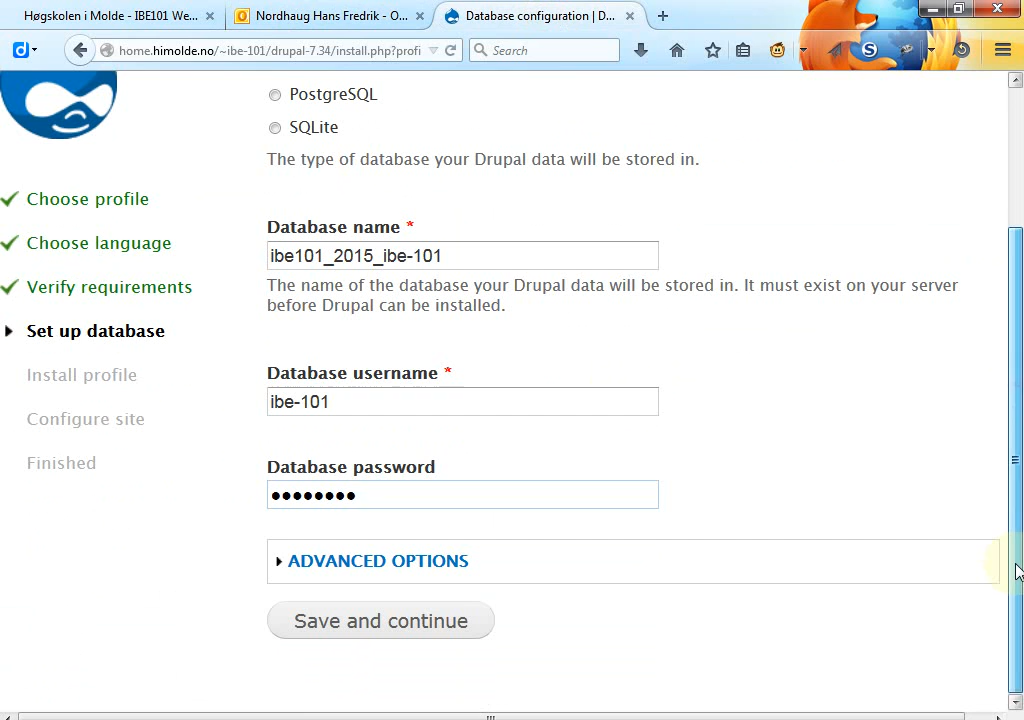 Høgskolen i Molde - IBE101 We...
Nordhaug Hans Fredrik - O...
Database configuration | D...
home.himolde.no/~ibe-101/drupal-7.34/install.php?profi
Search
PostgreSQL
SQLite
The type of database your Drupal data will be stored in.
Choose profile
Choose language
Verify requirements
Set up database
Install profile
Configure site
Finished
Database name *
ibe101_2015_ibe-101
The name of the database your Drupal data will be stored in. It must exist on your server
before Drupal can be installed.
Database username *
ibe-101
Database password
••••••••
ADVANCED OPTIONS
Save and continue